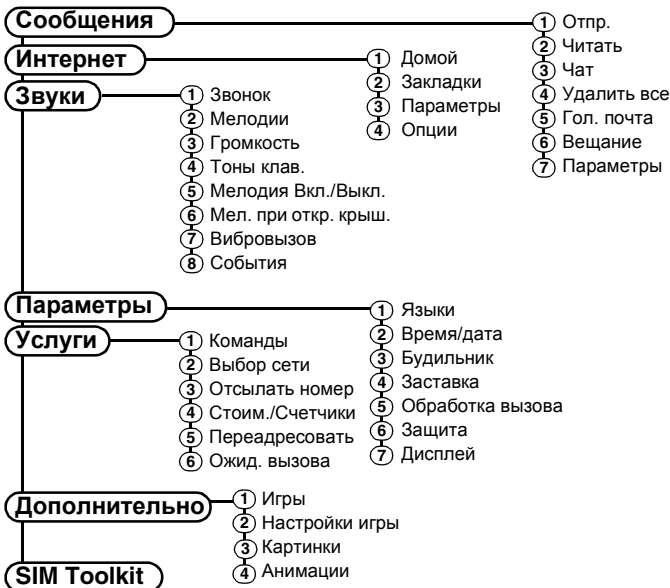 Сообщения
1 Отпр.
2 Читать
3 Чат
4 Удалить все
5 Гол. почта
6 Вещание
7 Параметры
Интернет
1 Домой
2 Закладки
3 Параметры
4 Опции
Звуки
1 Звонок
2 Мелодии
3 Громкость
4 Тоны клав.
5 Мелодия Вкл./Выкл.
6 Мел. при откр. крыш.
7 Вибровызов
8 События
Параметры
1 Языки
2 Время/дата
3 Будильник
4 Заставка
5 Обработка вызова
6 Защита
7 Дисплей
Услуги
1 Команды
2 Выбор сети
3 Отсылать номер
4 Стоим./Счетчики
5 Переадресовать
6 Ожид. вызова
Дополнительно
1 Игры
2 Настройки игры
3 Картинки
4 Анимации
SIM Toolkit